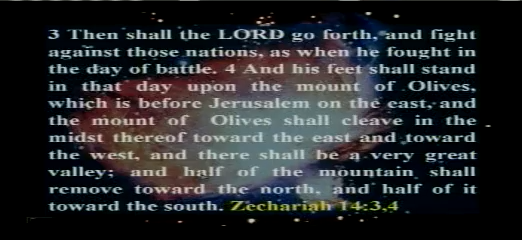 3 Then shall the LORD go forth, and fight
against those nations, as when he fought in
the day of battle. 4 And his feet shall stand
in that day upon the mount of Olives,
which is before Jerusalem on the east, and
the mount of Olives shall cleave in the
midst thereof toward the east and toward
the west, and there shall be a very great
valley; and half of the mountain shall
remove toward the north, and half of it
toward the south. Zechariah 14:3,4